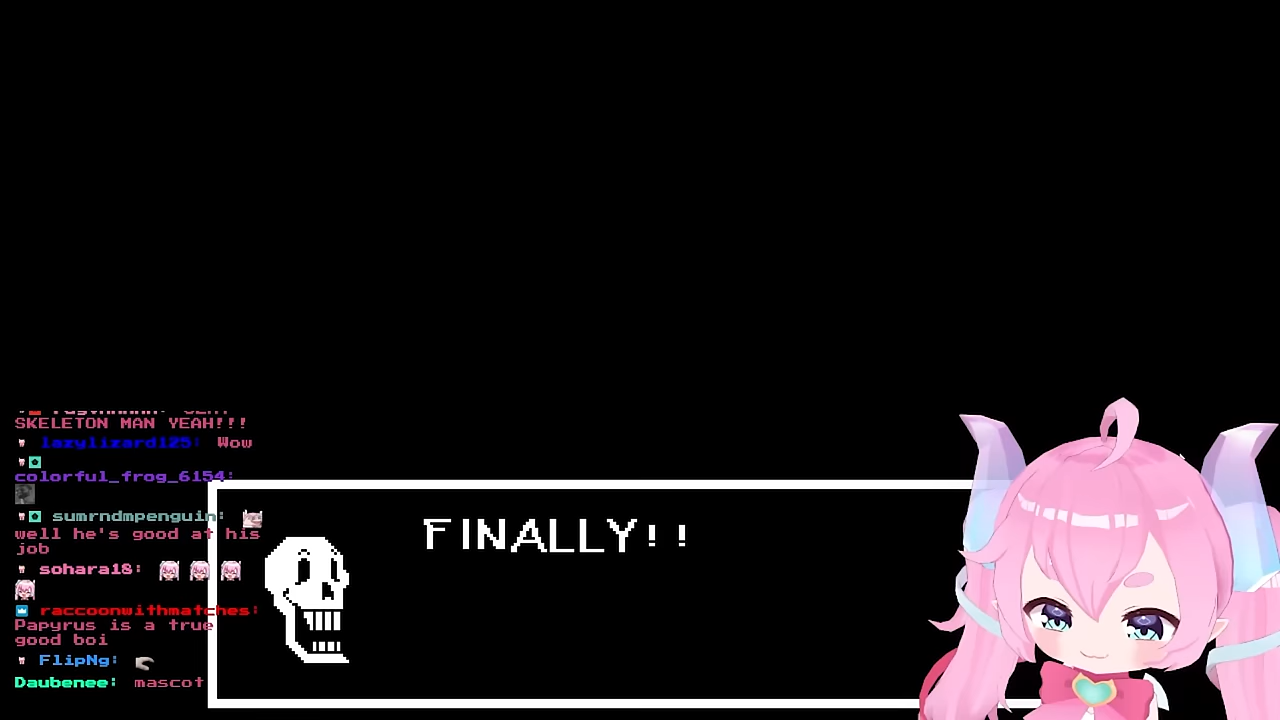 SKELETON MAN YEAH!!!
lazylizard125: Wow
colorful_frog_6154:
sumrndmpenguin:
well he's good at his
job
sohara18:
raccoonwithmatches:
Papyrus is a true
good boi
FlipNg:
Daubenee: mascot
FINALLY!!